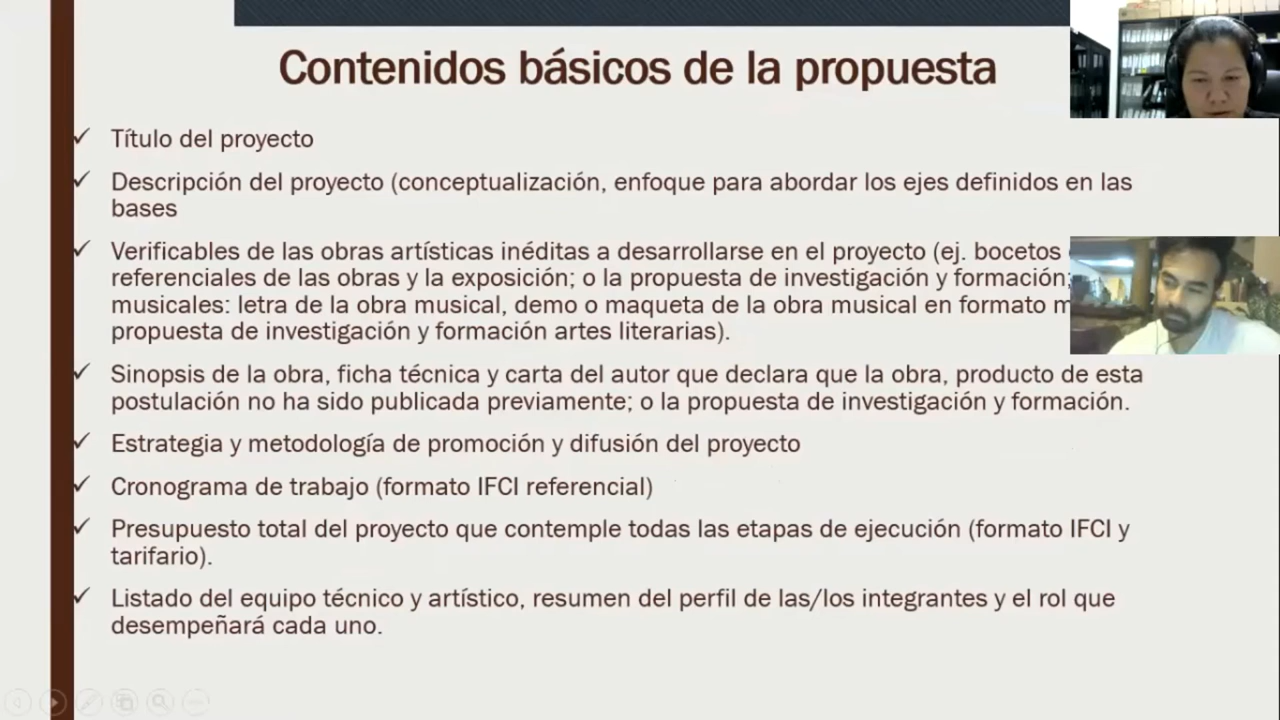 Contenidos básicos de la propuesta
Título del proyecto
Descripción del proyecto (conceptualización, enfoque para abordar los ejes definidos en las
bases
Verificables de las obras artísticas inéditas a desarrollarse en el proyecto (ej. bocetos
referenciales de las obras y la exposición; o la propuesta de investigación y formación;
musicales: letra de la obra musical, demo o maqueta de la obra musical en formato
propuesta de investigación y formación artes literarias).
Sinopsis de la obra, ficha técnica y carta del autor que declara que la obra, producto de esta
postulación no ha sido publicada previamente; o la propuesta de investigación y formación.
Estrategia y metodología de promoción y difusión del proyecto
Cronograma de trabajo (formato IFCI referencial)
Presupuesto total del proyecto que contemple todas las etapas de ejecución (formato IFCI y
tarifario).
Listado del equipo técnico y artístico, resumen del perfil de las/los integrantes y el rol que
desempeñará cada uno.